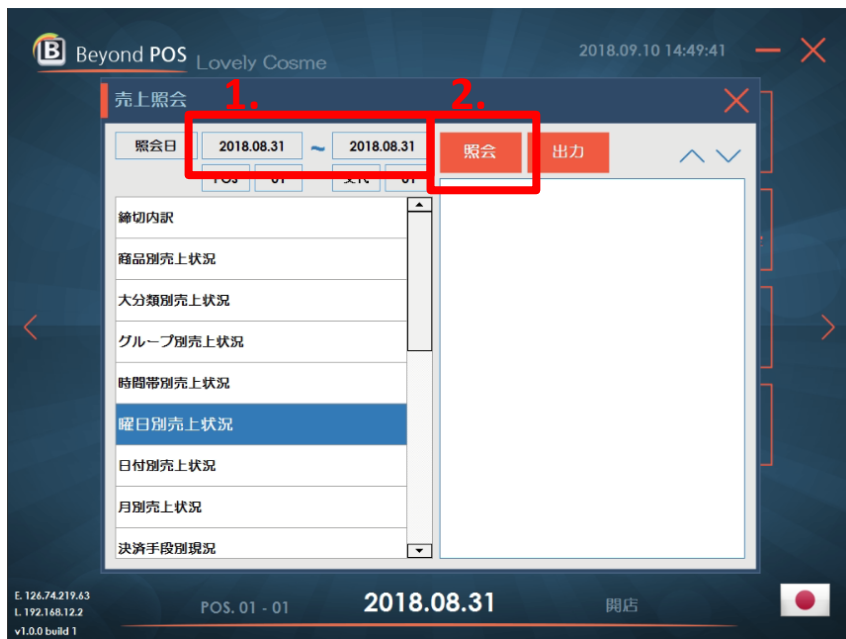 B Beyond POS Lovely Cosme 2018.09.10 14:49:41
売上照会 1. 2.
照会日 2018.08.31 ~ 2018.08.31 照会 出力
POS 01 交代 01
締切内訳
商品別売上状況
大分類別売上状況
グループ別売上状況
時間帯別売上状況
曜日別売上状況
日付別売上状況
月別売上状況
決済手段別現況
E. 126.74.219.63
L. 192.168.12.2
v1.0.0 build 1
POS. 01 - 01 2018.08.31 開店